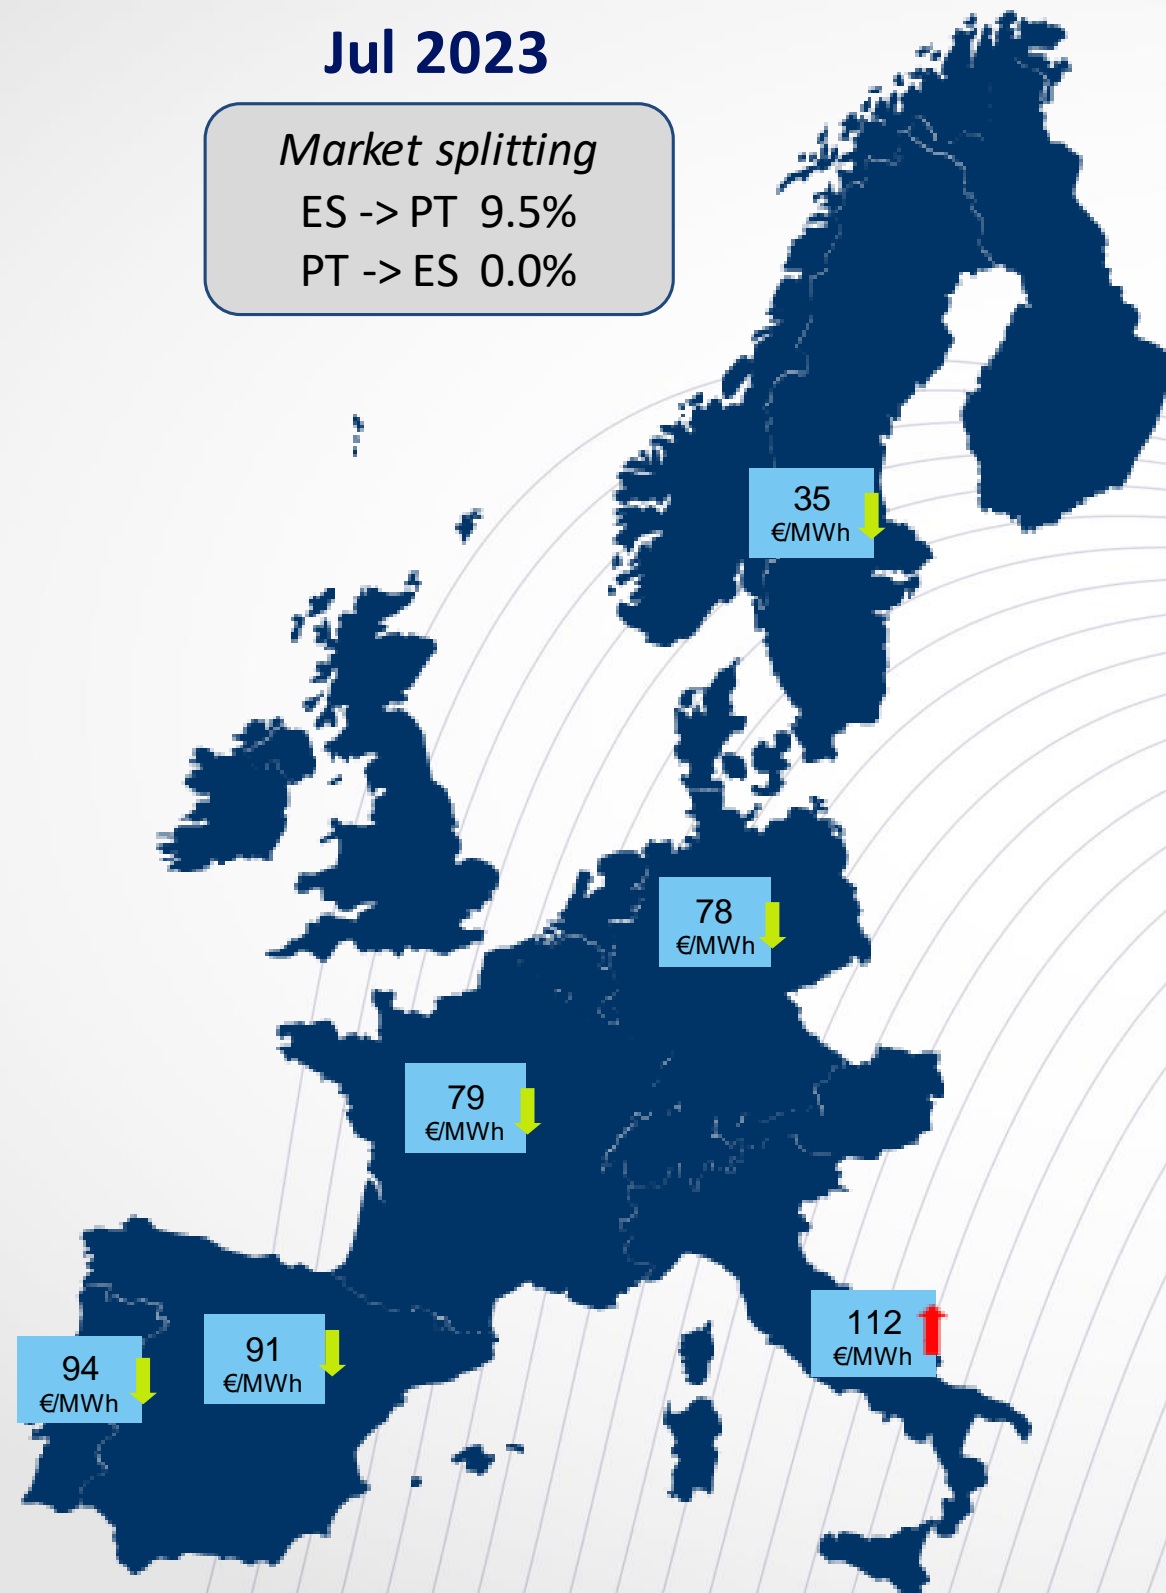 Jul 2023
Market splitting
ES -> PT 9.5%
PT -> ES 0.0%
35
€/MWh
78
€/MWh
79
€/MWh
112
€/MWh
91
€/MWh
94
€/MWh